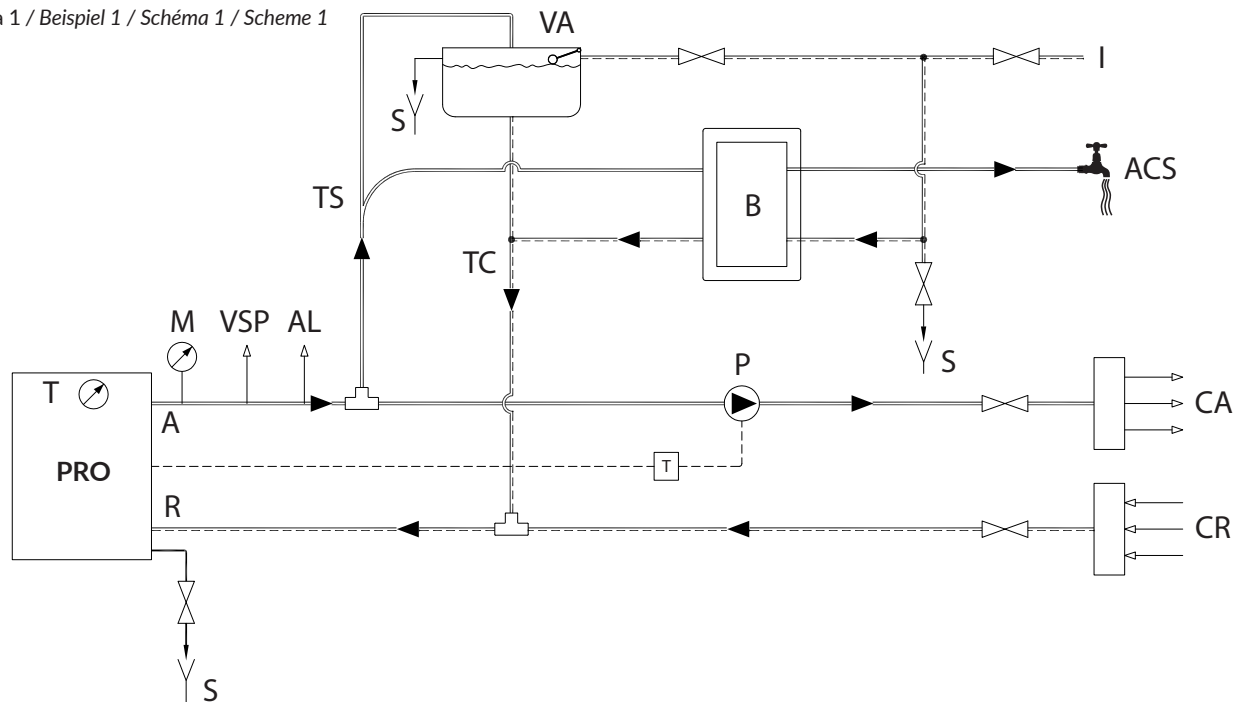 1 / Beispiel 1 / Schéma 1 / Scheme 1
VA
I
S
ACS
TS
B
TC
M VSP AL
S
P
T
A
CA
PRO
T
R
CR
S